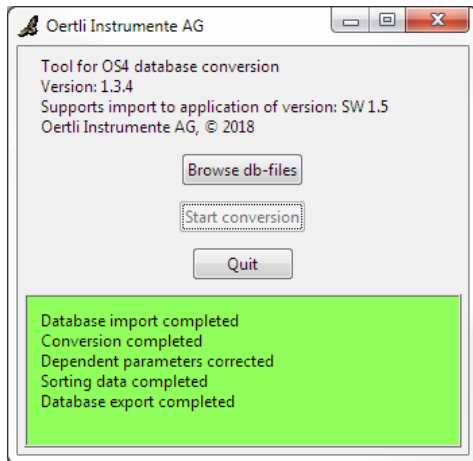 Oertli Instrumente AG
Tool for OS4 database conversion
Version: 1.3.4
Supports import to application of version: SW 1.5
Oertli Instrumente AG, © 2018
Browse db-files
Start conversion
Quit
Database import completed
Conversion completed
Dependent parameters corrected
Sorting data completed
Database export completed